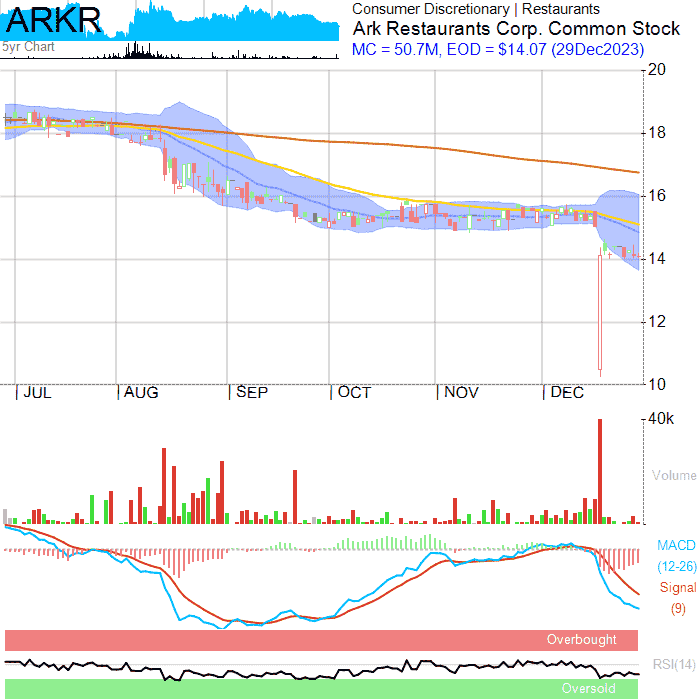 ARKR
5yr Chart
Consumer Discretionary | Restaurants
Ark Restaurants Corp. Common Stock
MC = 50.7M, EOD = $14.07 (29Dec2023)
20
18
16
14
12
10
JUL AUG SEP OCT NOV DEC
40k
Volume
MACD
(12-26)
Signal
(9)
Overbought
RSI(14)
Oversold